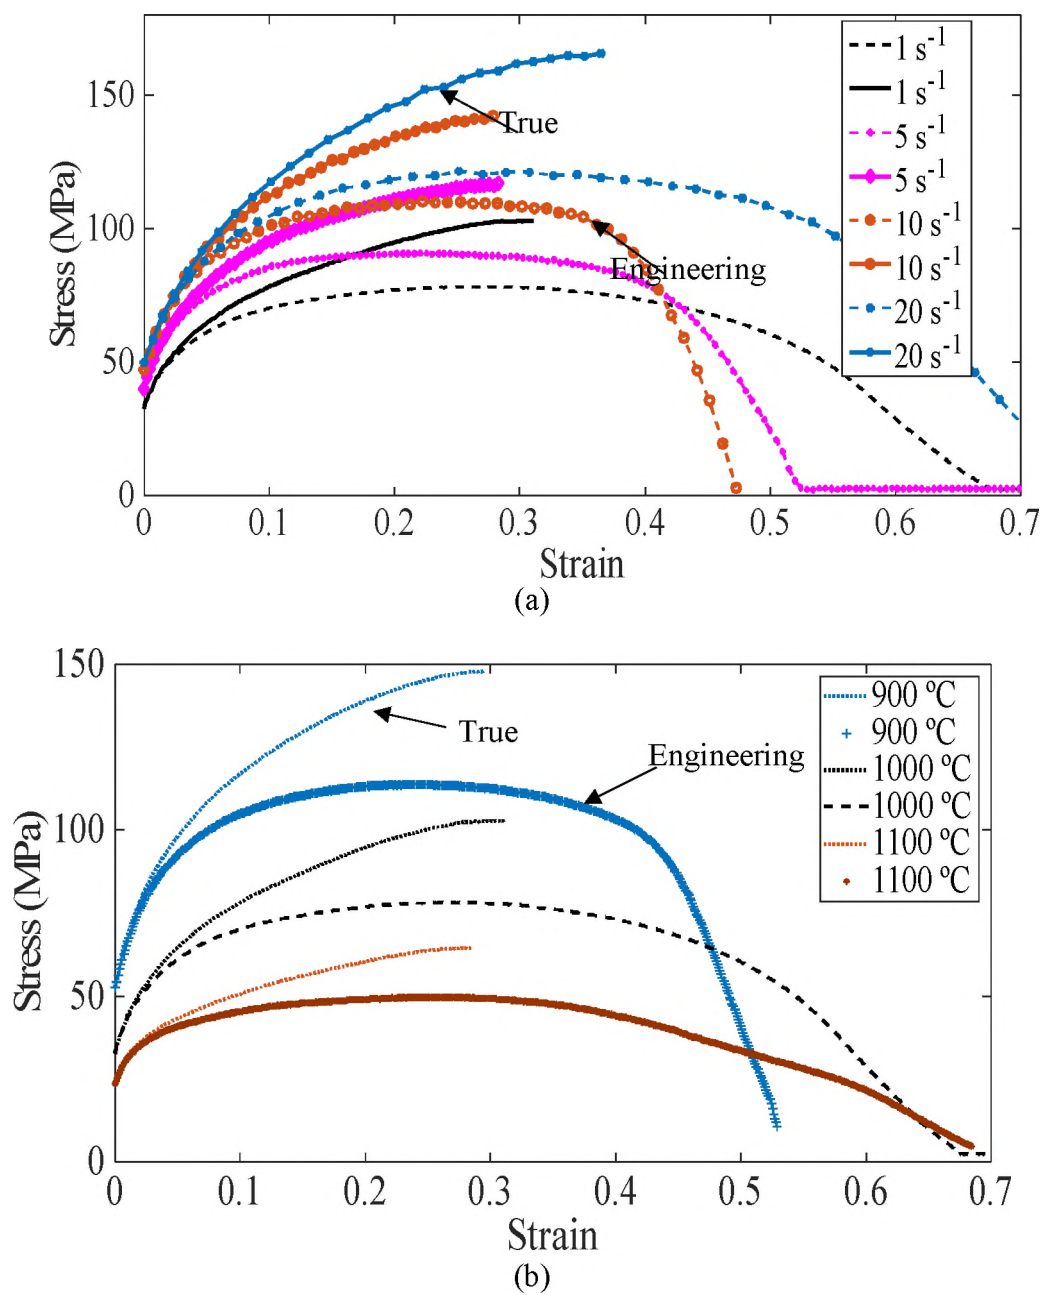 1 s-1
1 s-1
5 s-1
5 s-1
10 s-1
10 s-1
20 s-1
20 s-1
True
Engineering
Stress (MPa)
150
100
50
0
0 0.1 0.2 0.3 0.4 0.5 0.6 0.7
Strain
(a)
900 ºC
900 ºC
1000 ºC
1000 ºC
1100 ºC
1100 ºC
True
Engineering
Stress (MPa)
150
100
50
0
0 0.1 0.2 0.3 0.4 0.5 0.6 0.7
Strain
(b)